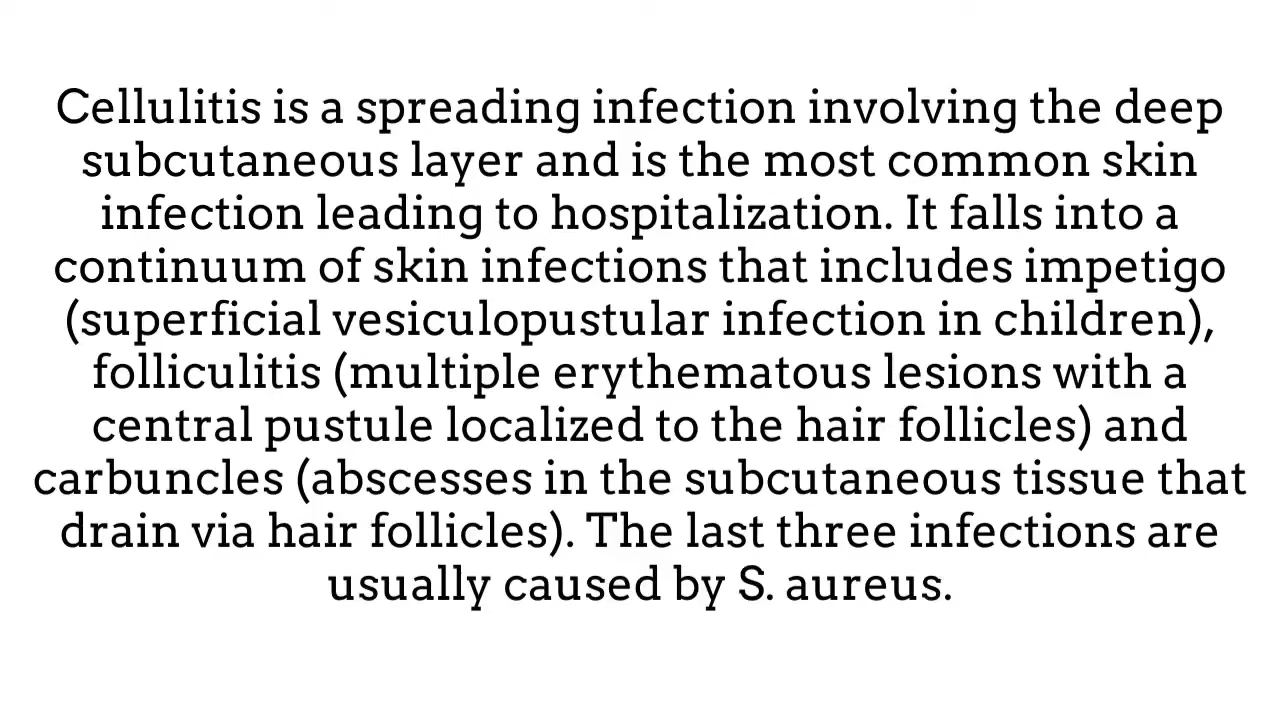 Cellulitis is a spreading infection involving the deep
subcutaneous layer and is the most common skin
infection leading to hospitalization. It falls into a
continuum of skin infections that includes impetigo
(superficial vesiculopustular infection in children),
folliculitis (multiple erythematous lesions with a
central pustule localized to the hair follicles) and
carbuncles (abscesses in the subcutaneous tissue that
drain via hair follicles). The last three infections are
usually caused by S. aureus.